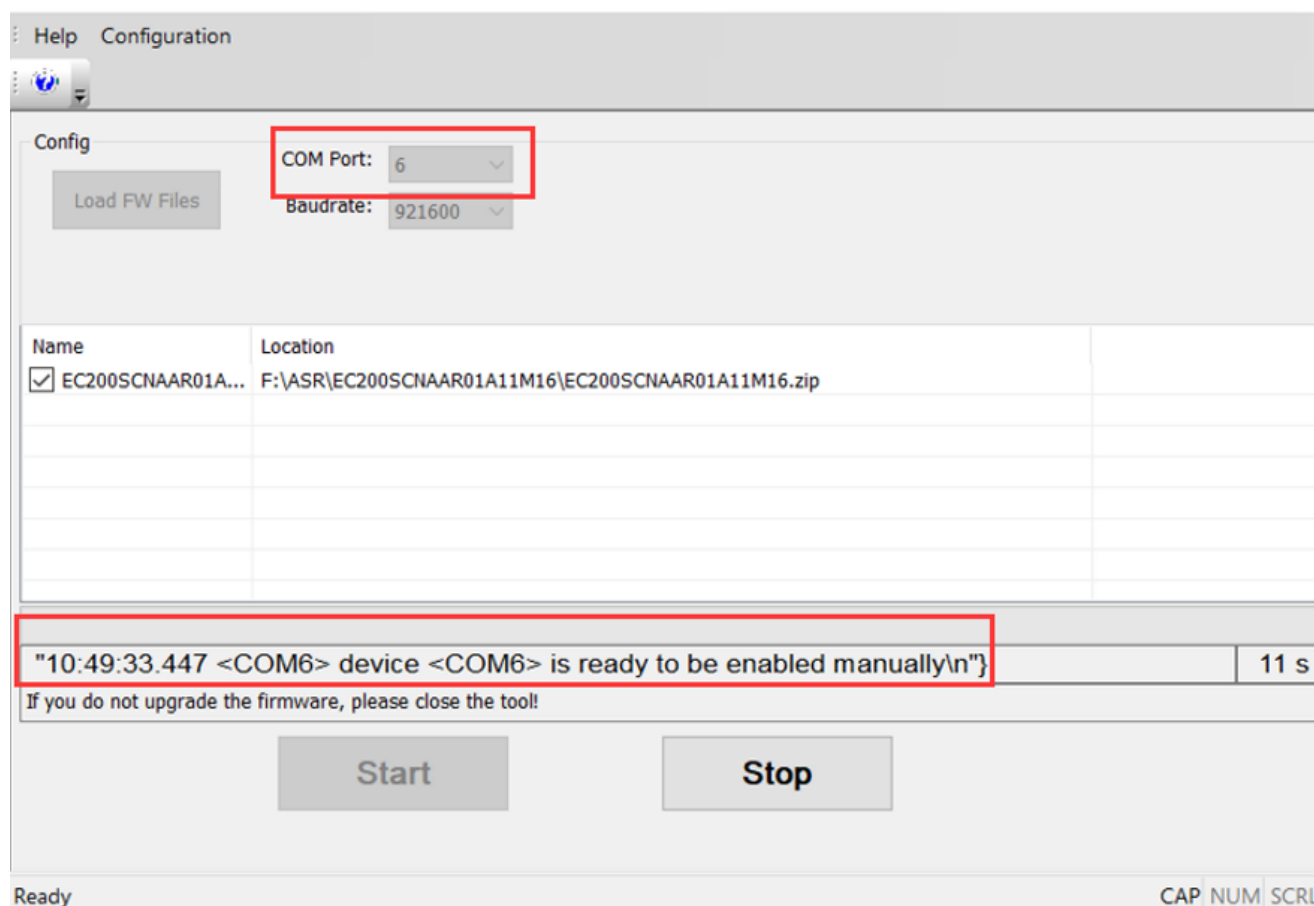 Help Configuration
Config
COM Port: 6
Load FW Files
Baudrate: 921600
Name Location
EC200SCNAAR01A... F:\ASR\EC200SCNAAR01A11M16\EC200SCNAAR01A11M16.zip
"10:49:33.447 <COM6> device <COM6> is ready to be enabled manually\n"} 11 s
If you do not upgrade the firmware, please close the tool!
Start Stop
Ready CAP NUM SCRL